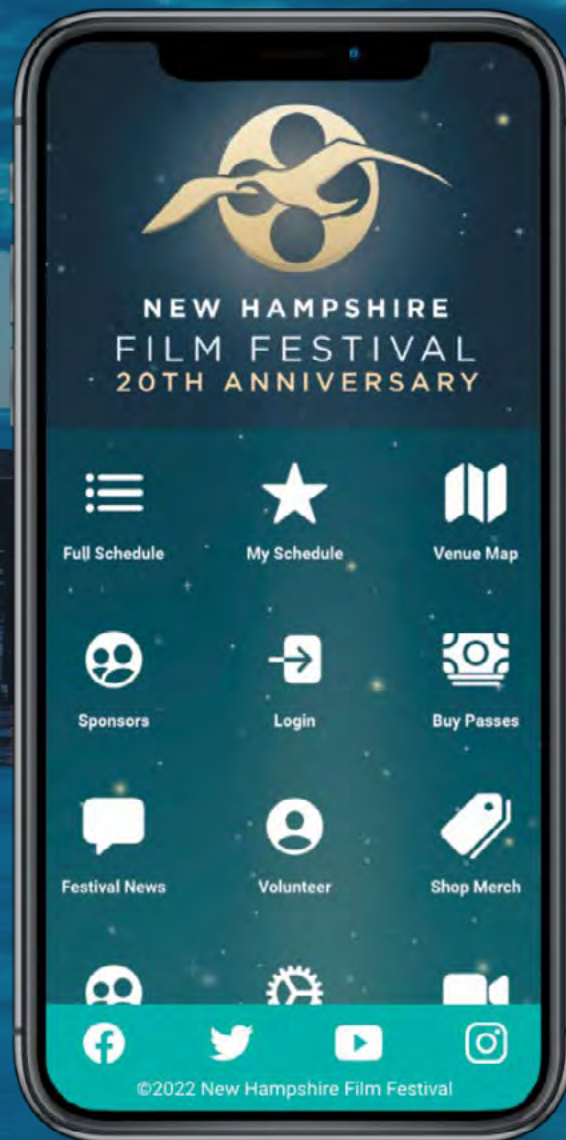 NEW HAMPSHIRE
FILM FESTIVAL
20TH ANNIVERSARY
Full Schedule
My Schedule
Venue Map
Sponsors
Login
Buy Passes
Festival News
Volunteer
Shop Merch
©2022 New Hampshire Film Festival